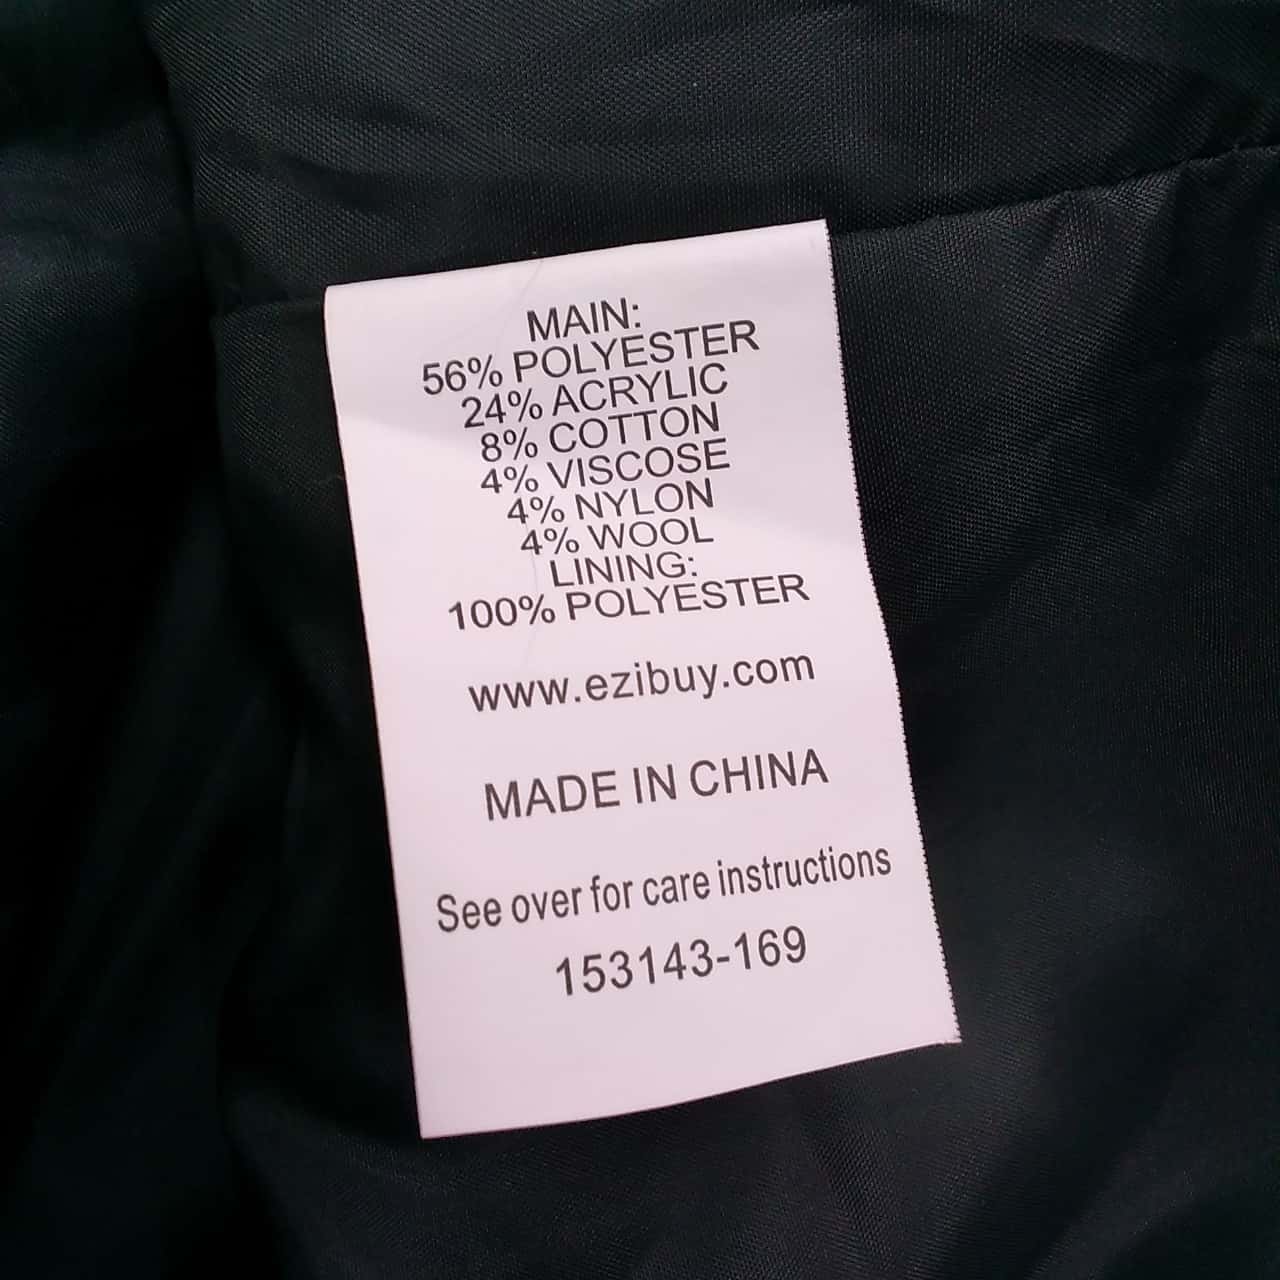 MAIN:
56% POLYESTER
24% ACRYLIC
8% COTTON
4% VISCOSE
4% NYLON
4% WOOL
LINING:
100% POLYESTER
www.ezibuy.com
MADE IN CHINA
See over for care instructions
153143-169